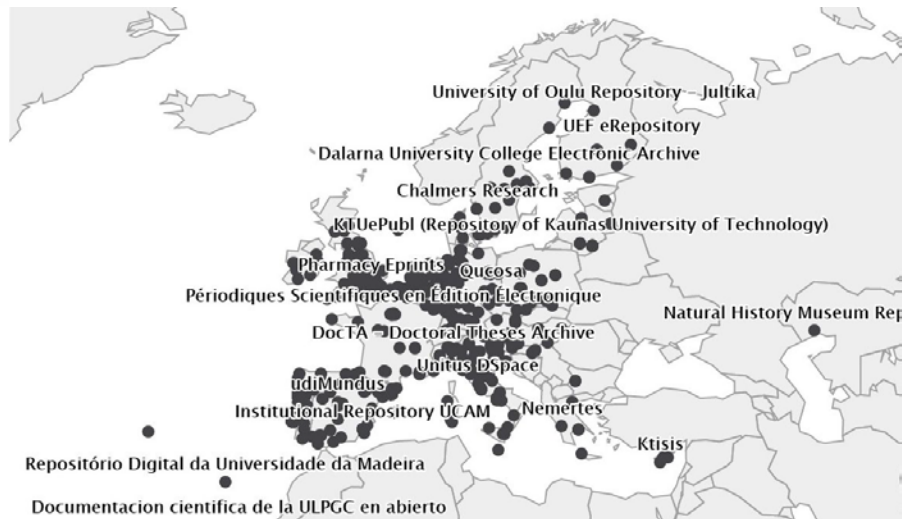 University of Oulu Repository - Jultika
UEF eRepository
Dalarna University College Electronic Archive
Chalmers Research
KTUePubl (Repository of Kaunas University of Technology)
Pharmacy Eprints
Qucosa
Périodiques Scientifiques en Édition Électronique
Natural History Museum Rep
DocTA - Doctoral Theses Archive
Unitus DSpace
udiMundus
Institutional Repository UCAM
Nemertes
Ktisis
Repositório Digital da Universidade da Madeira
Documentacion cientifica de la ULPGC en abierto